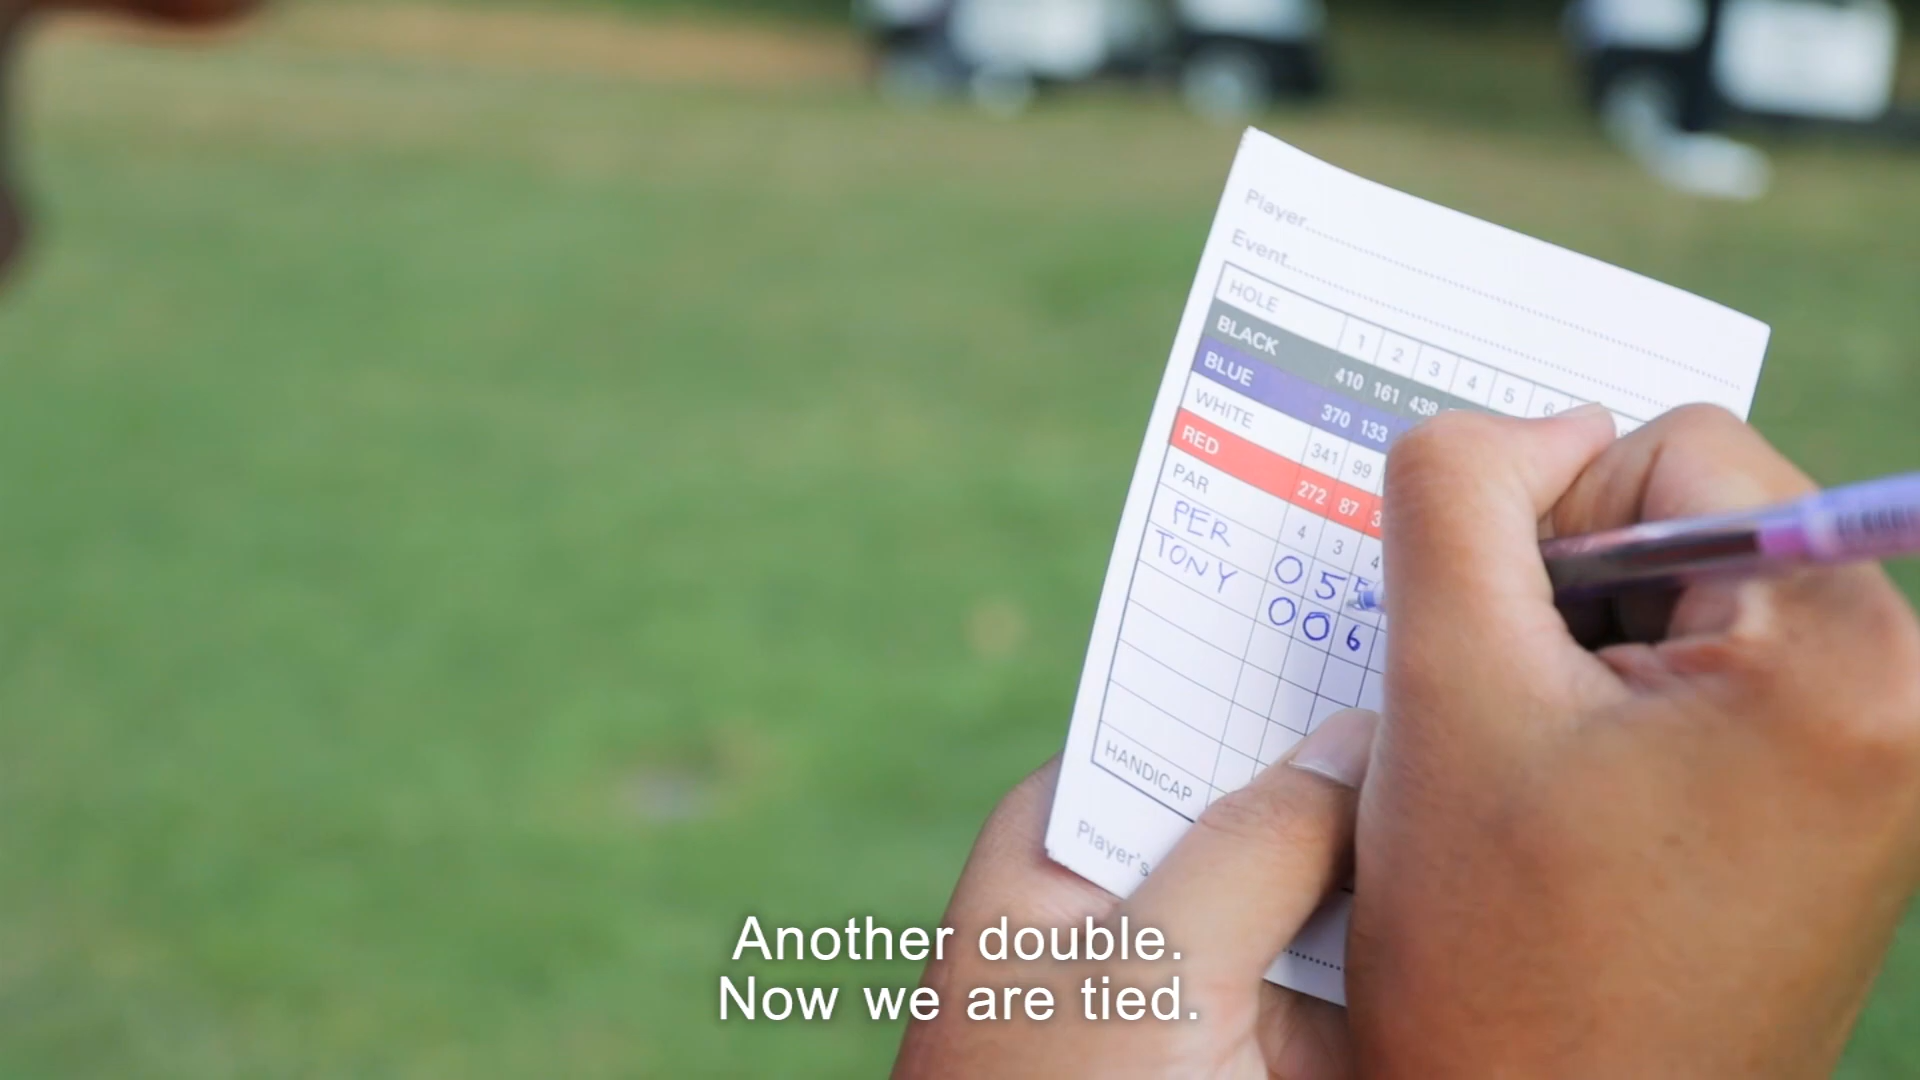 Player
Event
HOLE 1 2 3 4 5 6
BLACK 410 161 438
BLUE 370 133
WHITE 341 99
RED 272 87 3
PAR 4 3 4
PER 0 5 5
TONY 0 0 6
HANDICAP
Player's
Another double.
Now we are tied.